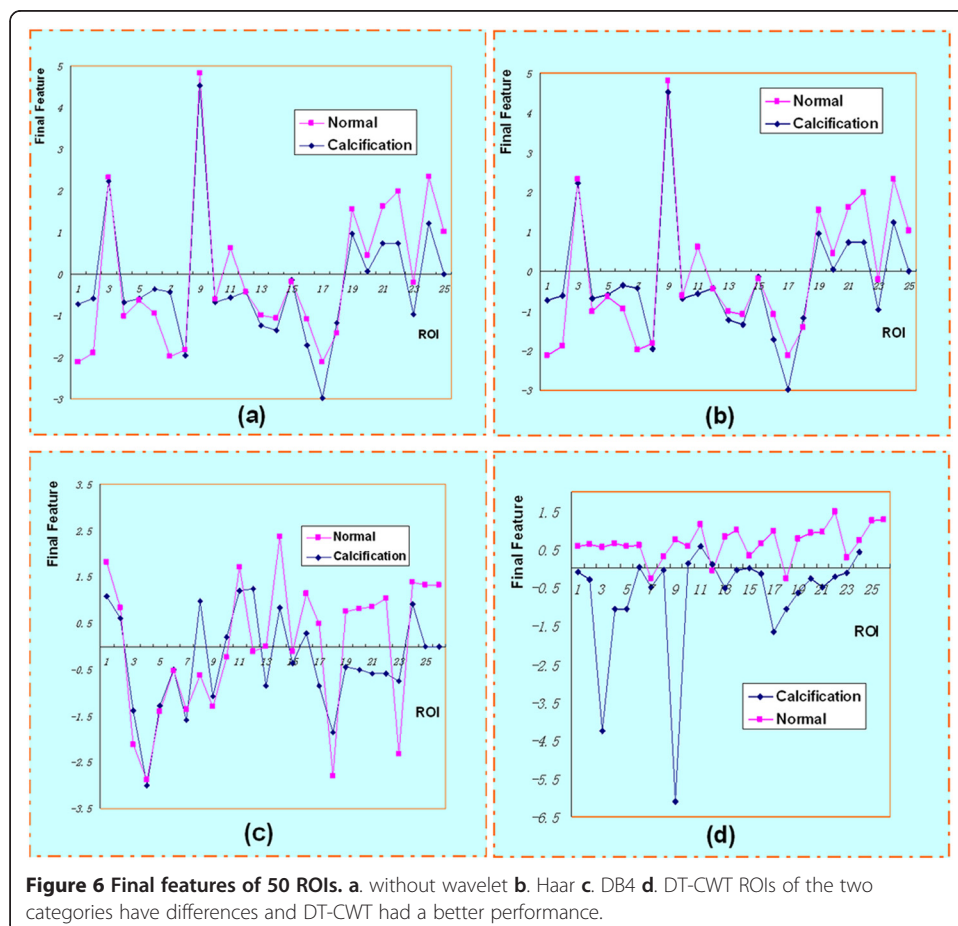 Final Feature
5
4
3
2
1
0
-1
-2
-3
Normal
Calcification
1 3 5 7 9 11 13 15 17 19 21 23 25
ROI
(a)
Final Feature
5
4
3
2
1
0
-1
-2
-3
Normal
Calcification
1 3 5 7 9 11 13 15 17 19 21 23 25
ROI
(b)
Final Feature
3.5
2.5
1.5
0.5
-0.5
-1.5
-2.5
-3.5
Normal
Calcification
1 3 5 7 9 11 13 15 17 19 21 23 25
ROI
(c)
Final Feature
1.5
0.5
-0.5
-1.5
-2.5
-3.5
-4.5
-5.5
-6.5
1 3 5 7 9 11 13 15 17 19 21 23 25
ROI
Calcification
Normal
(d)
Figure 6 Final features of 50 ROIs. a. without wavelet b. Haar c. DB4 d. DT-CWT ROIs of the two
categories have differences and DT-CWT had a better performance.